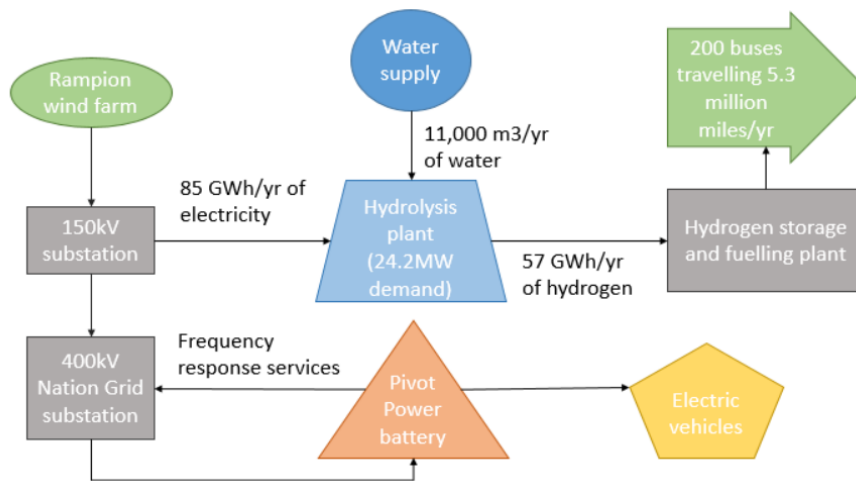 Rampion
wind farm
Water
supply
200 buses
travelling 5.3
million
miles/yr
11,000 m3/yr
of water
85 GWh/yr of
electricity
150kV
substation
Hydrolysis
plant
(24.2MW
demand)
57 GWh/yr
of hydrogen
Hydrogen storage
and fuelling plant
400kV
Nation Grid
substation
Frequency
response services
Pivot
Power
battery
Electric
vehicles